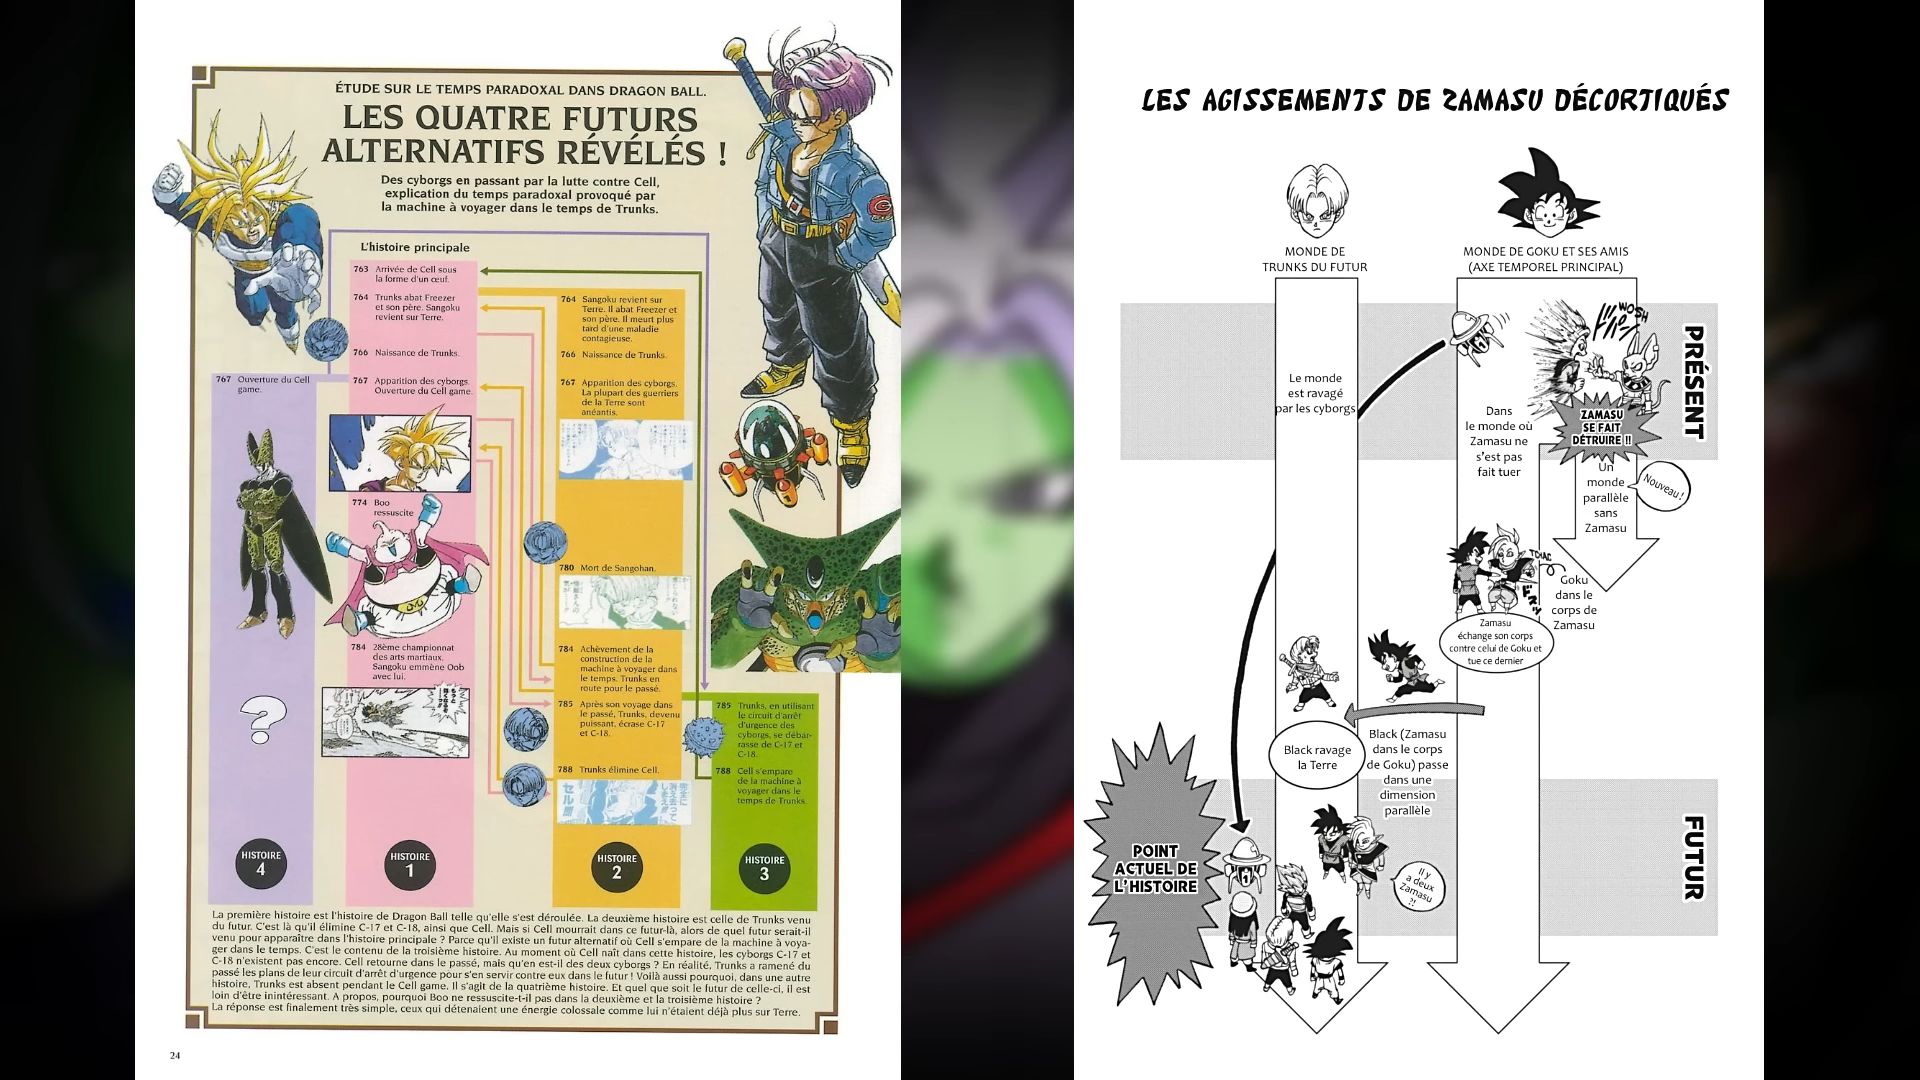 ÉTUDE SUR LE TEMPS PARADOXAL DANS DRAGON BALL.
LES QUATRE FUTURS
ALTERNATIFS RÉVÉLÉS !
Des cyborgs en passant par la lutte contre Cell,
explication du temps paradoxal provoqué par
la machine à voyager dans le temps de Trunks.
L'histoire principale
767 Ouverture du Cell
game.
HISTOIRE
4
763 Arrivée de Cell sous
la forme d'un œuf.
764 Trunks abat Freezer
et son père. Sangoku
revient sur Terre.
766 Naissance de Trunks.
767 Apparition des cyborgs.
Ouverture du Cell game.
774 Boo
ressuscite
784 28ème championnat
des arts martiaux.
Sangoku emmène Oob
avec lui.
HISTOIRE
1
764 Sangoku revient sur
Terre. Il abat Freezer et
son père. Il meurt plus
tard d'une maladie
contagieuse.
766 Naissance de Trunks.
767 Apparition des cyborgs.
La plupart des guerriers
de la Terre sont
anéantis.
780 Mort de Sangohan.
784 Achèvement de la
construction de la
machine à voyager dans
le temps. Trunks en
route pour le passé.
785 Après son voyage dans
le passé, Trunks, devenu
puissant, écrase C-17
et C-18.
788 Trunks élimine Cell.
HISTOIRE
2
785 Trunks, en utilisant
le circuit d'arrêt
d'urgence des
cyborgs, se débar-
rasse de C-17 et
C-18.
788 Cell s'empare
de la machine à
voyager dans le
temps de Trunks.
HISTOIRE
3
La première histoire est l'histoire de Dragon Ball telle qu'elle s'est déroulée. La deuxième histoire est celle de Trunks venu
du futur. C'est là qu'il élimine C-17 et C-18, ainsi que Cell. Mais si Cell mourrait dans ce futur-là, alors de quel futur serait-il
venu pour apparaître dans l'histoire principale ? Parce qu'il existe un futur alternatif où Cell s'empare de la machine à voya-
ger dans le temps. C'est le contenu de la troisième histoire. Au moment où Cell naît dans cette histoire, les cyborgs C-17 et
C-18 n'existent pas encore. Cell retourne dans le passé, mais qu'en est-il des deux cyborgs ? En réalité, Trunks a ramené du
passé les plans de leur circuit d'arrêt d'urgence pour s'en servir contre eux dans le futur ! Voilà aussi pourquoi, dans une autre
histoire, Trunks est absent pendant le Cell game. Il s'agit de la quatrième histoire. Et quel que soit le futur de celle-ci, il est
loin d'être inintéressant. A propos, pourquoi Boo ne ressuscite-t-il pas dans la deuxième et la troisième histoire ?
La réponse est finalement très simple, ceux qui détenaient une énergie colossale comme lui n'étaient déjà plus sur Terre.
24
LES AGISSEMENTS DE ZAMASU DÉCORTIQUÉS
MONDE DE
TRUNKS DU FUTUR
MONDE DE GOKU ET SES AMIS
(AXE TEMPOREL PRINCIPAL)
PRÉSENT
WOSH
Le monde
est ravagé
par les cyborgs
Dans
le monde où
Zamasu ne
s'est pas
fait tuer
ZAMASU
SE FAIT
DÉTRUIRE !!
Un
monde
parallèle
sans
Zamasu
Nouveau !
TCHAC
Goku
dans le
corps de
Zamasu
Zamasu
échange son corps
contre celui de Goku et
tue ce dernier
Black ravage
la Terre
Black (Zamasu
dans le corps
de Goku) passe
dans une
dimension
parallèle
FUTUR
POINT
ACTUEL DE
L'HISTOIRE
Il y
a deux
Zamasu
?!